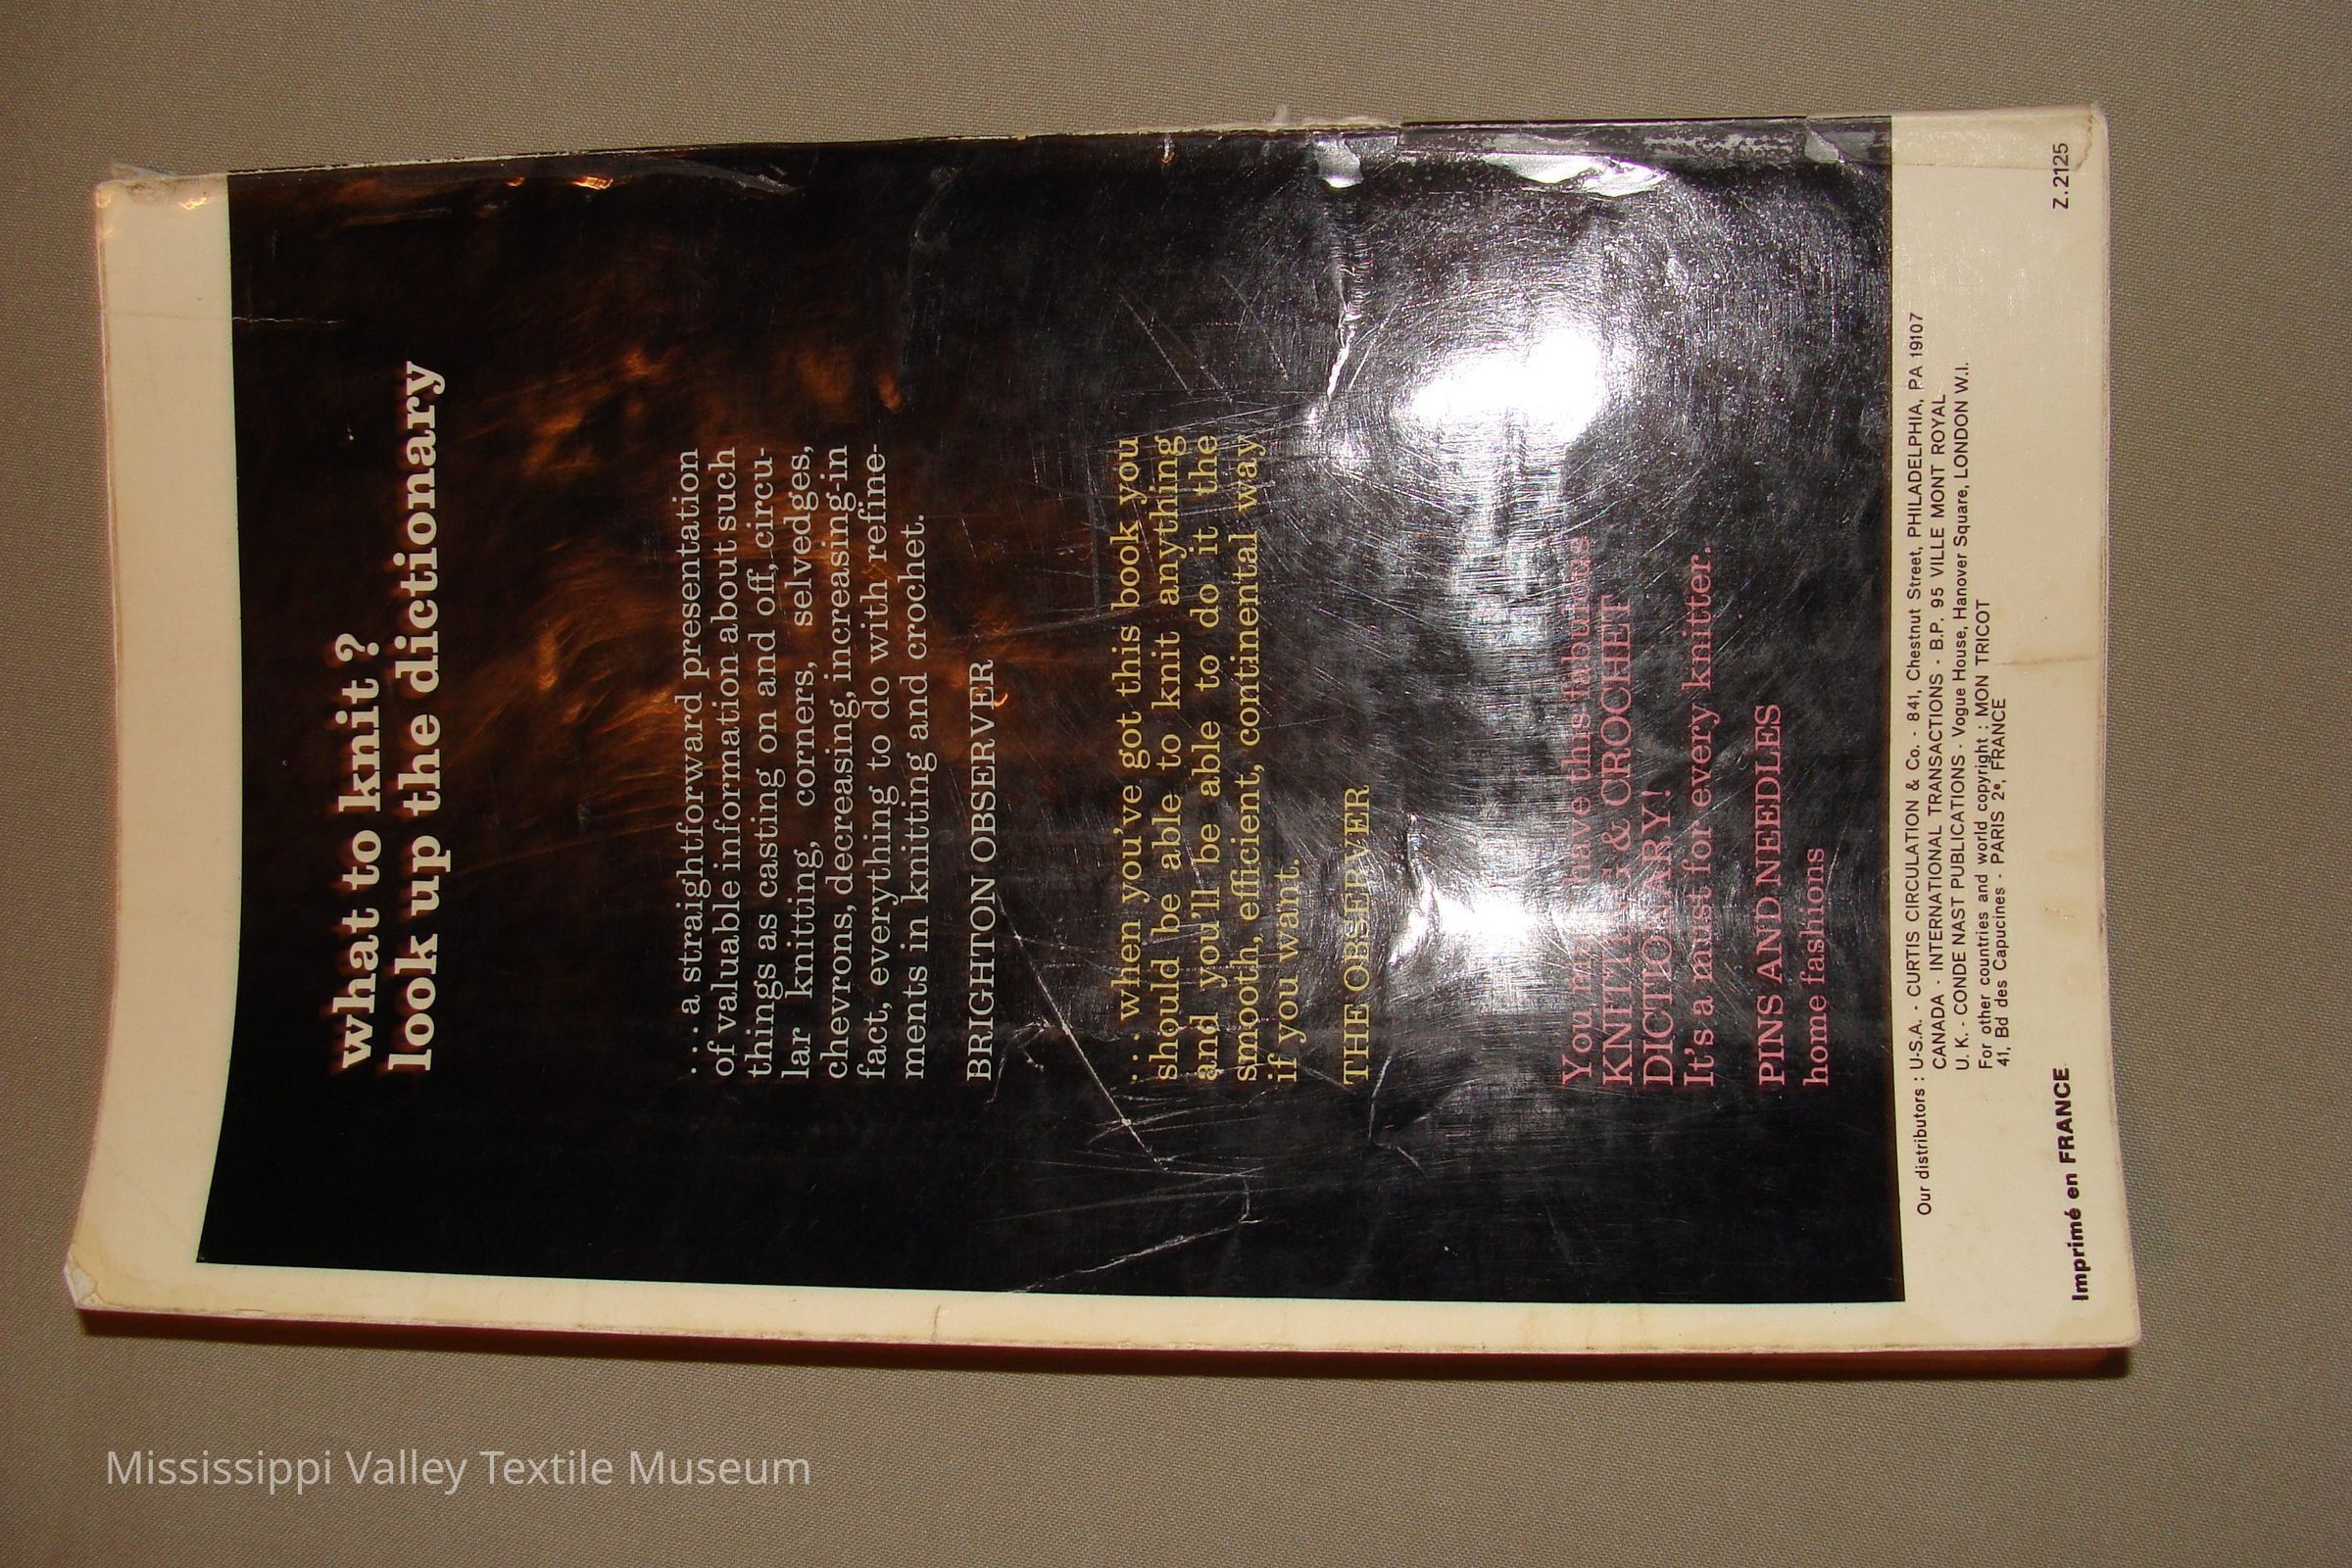 what to knit ?
look up the dictionary
... a straightforward presentation
of valuable information about such
things as casting on and off, circu-
lar knitting, corners, selvedges,
chevrons, decreasing, increasing-in
fact, everything to do with refine-
ments in knitting and crochet.
BRIGHTON OBSERVER
... when you've got this book you
should be able to knit anything
and you'll be able to do it the
smooth, efficient, continental way
if you want.
THE OBSERVER
You have this fabulous
KNITTING & CROCHET
DICTIONARY!
It's a must for every knitter.
PINS AND NEEDLES
home fashions
Our distributors : U-S.A. - CURTIS CIRCULATION & Co. - 841, Chestnut Street, PHILADELPHIA, PA 19107
CANADA - INTERNATIONAL TRANSACTIONS - B.P. 95 VILLE MONT ROYAL
U. K. - CONDE NAST PUBLICATIONS - Vogue House, Hanover Square, LONDON W.I.
For other countries and world copyright : MON TRICOT
41, Bd des Capucines - PARIS 2e, FRANCE
Imprimé en FRANCE
Z. 2125
Mississippi Valley Textile Museum